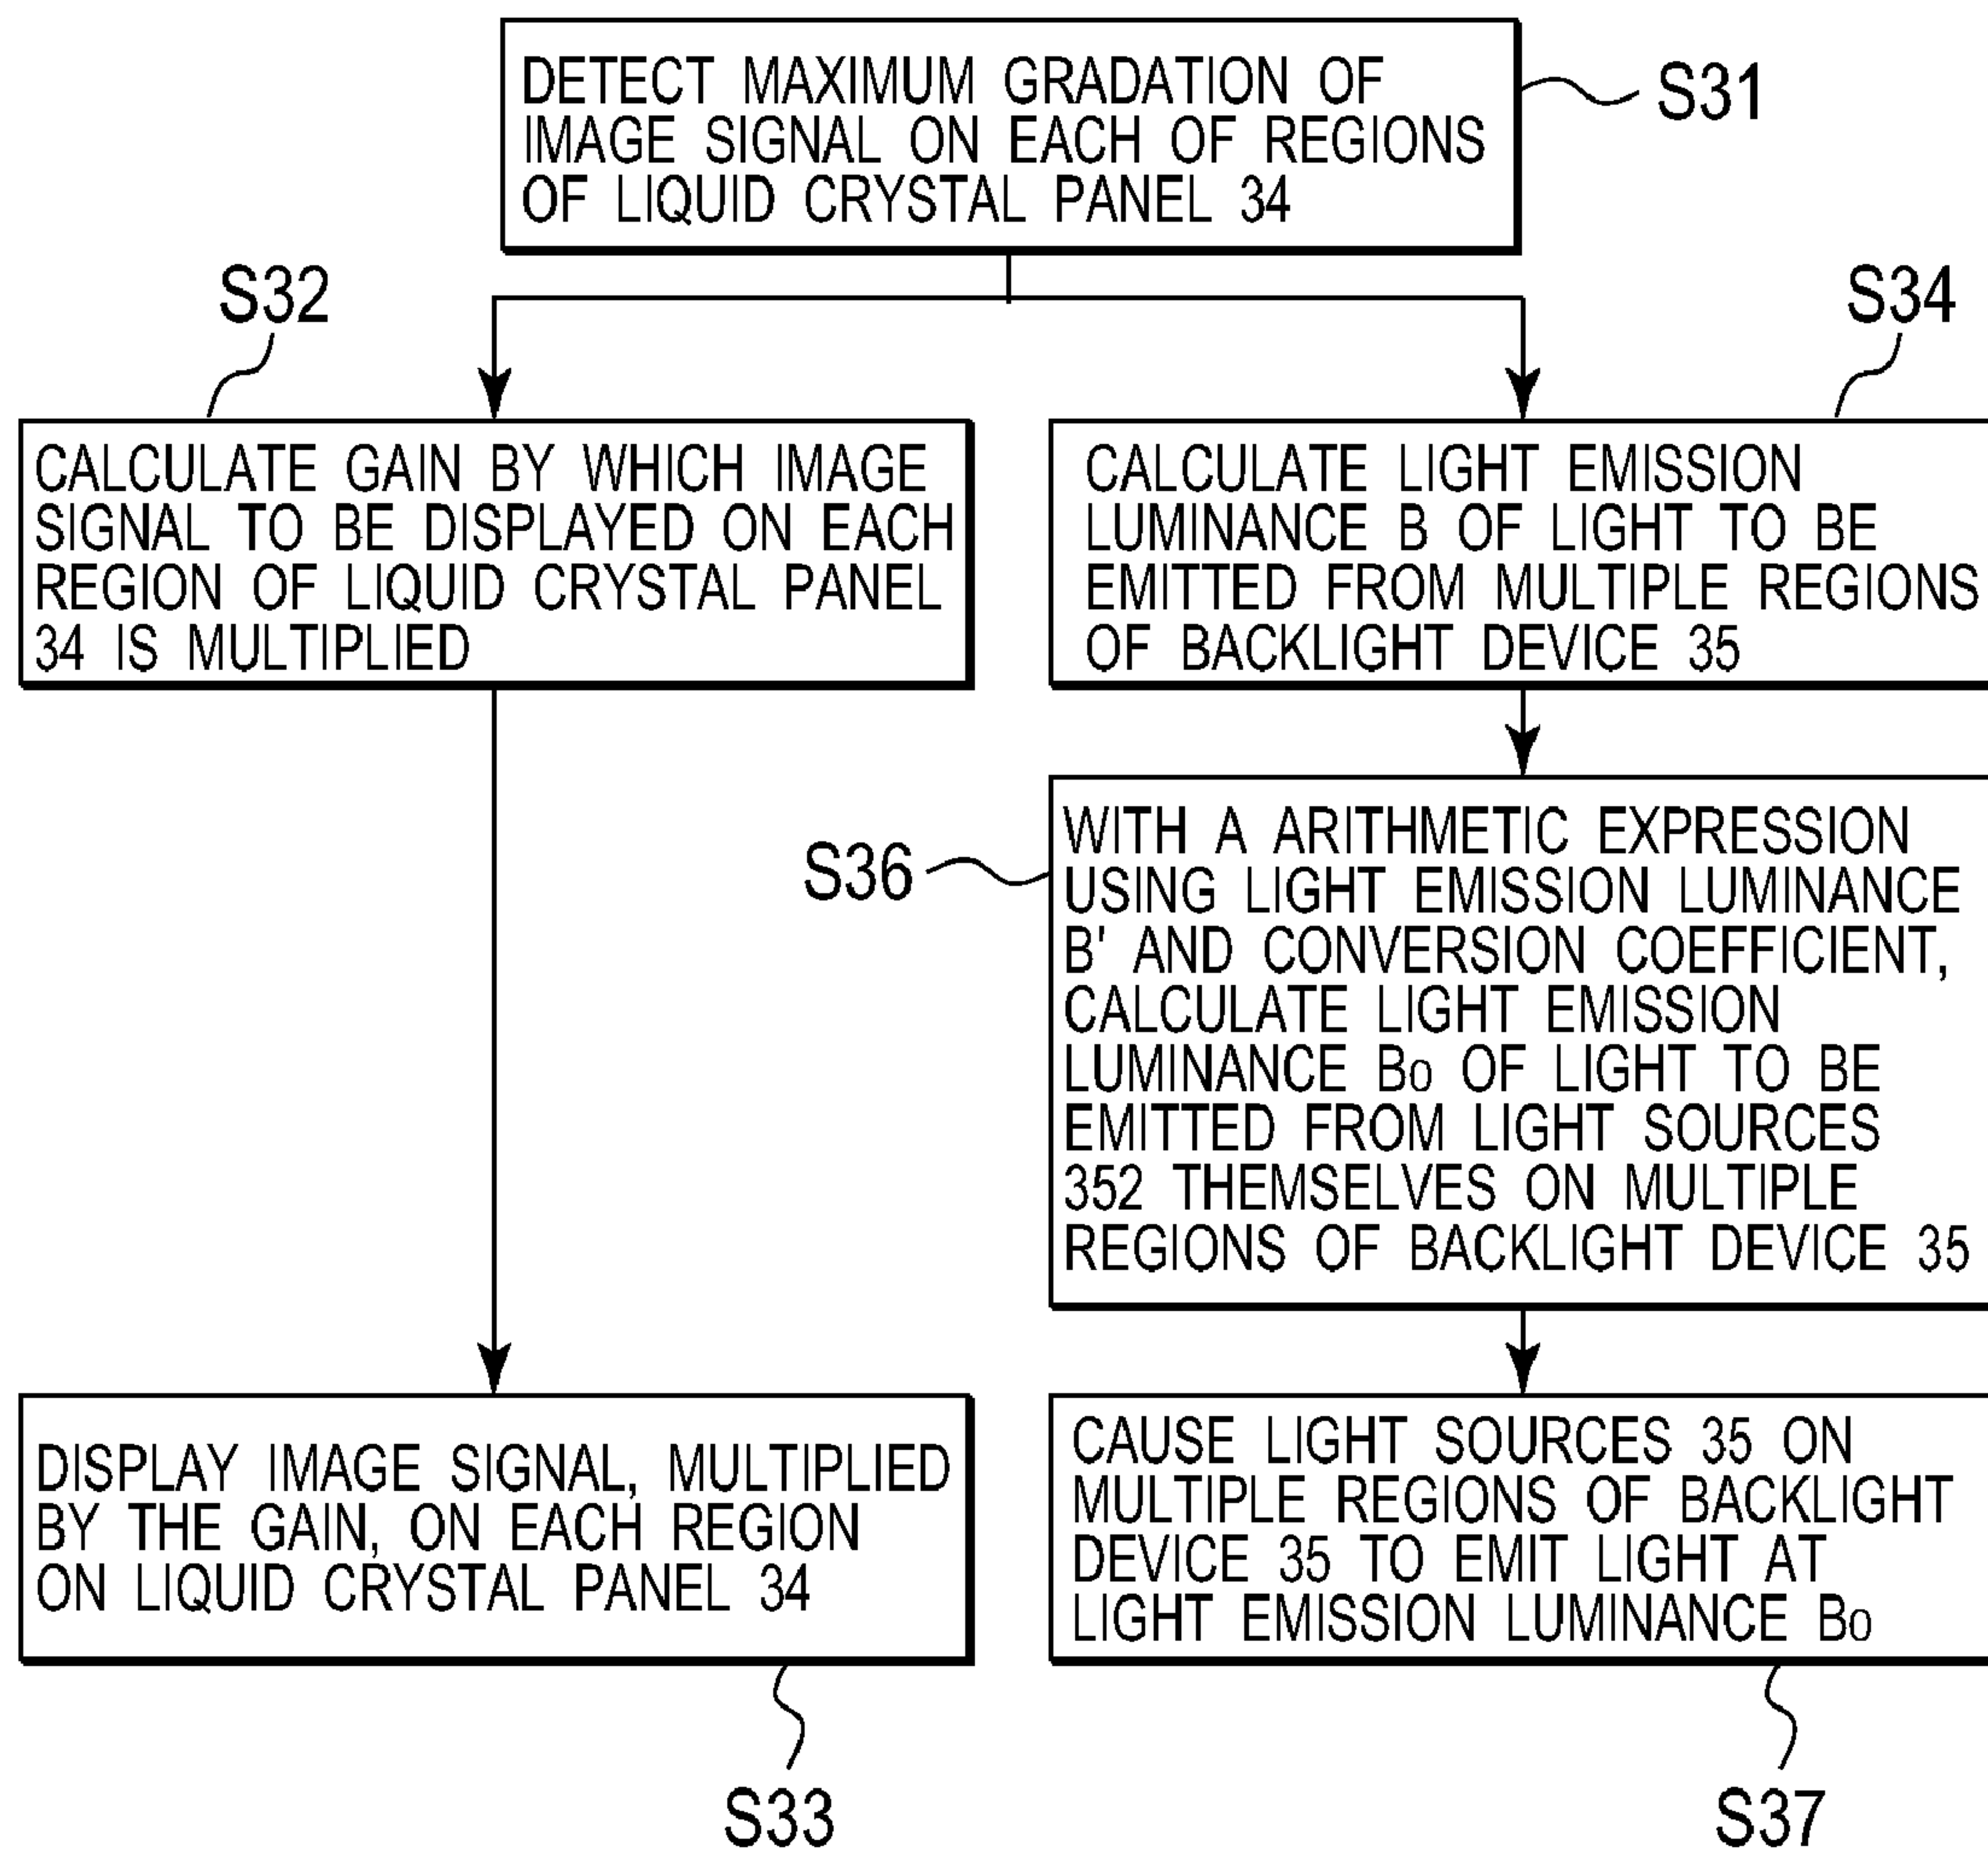 DETECT MAXIMUM GRADATION OF
IMAGE SIGNAL ON EACH OF REGIONS
OF LIQUID CRYSTAL PANEL 34
S31
S32
CALCULATE GAIN BY WHICH IMAGE
SIGNAL TO BE DISPLAYED ON EACH
REGION OF LIQUID CRYSTAL PANEL
34 IS MULTIPLIED
S34
CALCULATE LIGHT EMISSION
LUMINANCE B OF LIGHT TO BE
EMITTED FROM MULTIPLE REGIONS
OF BACKLIGHT DEVICE 35
S36
WITH A ARITHMETIC EXPRESSION
USING LIGHT EMISSION LUMINANCE
B' AND CONVERSION COEFFICIENT,
CALCULATE LIGHT EMISSION
LUMINANCE Bo OF LIGHT TO BE
EMITTED FROM LIGHT SOURCES
352 THEMSELVES ON MULTIPLE
REGIONS OF BACKLIGHT DEVICE 35
DISPLAY IMAGE SIGNAL, MULTIPLIED
BY THE GAIN, ON EACH REGION
ON LIQUID CRYSTAL PANEL 34
S33
CAUSE LIGHT SOURCES 35 ON
MULTIPLE REGIONS OF BACKLIGHT
DEVICE 35 TO EMIT LIGHT AT
LIGHT EMISSION LUMINANCE Bo
S37